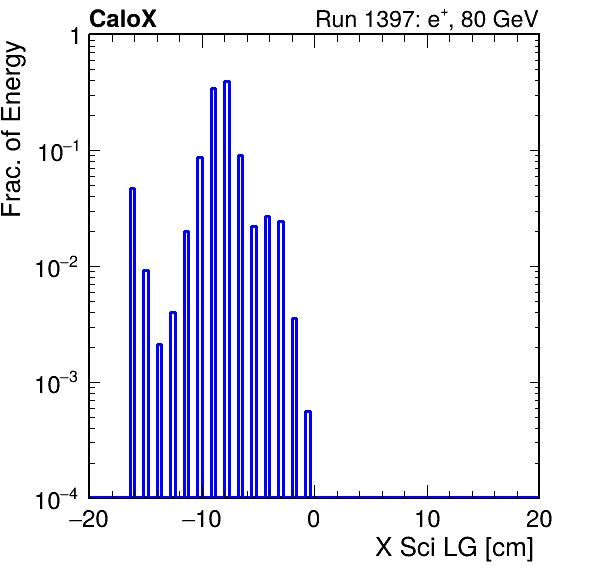 CaloX Run 1397: e⁺, 80 GeV
Frac. of Energy
1
10⁻¹
10⁻²
10⁻³
10⁻⁴
−20 −10 0 10 20
X Sci LG [cm]